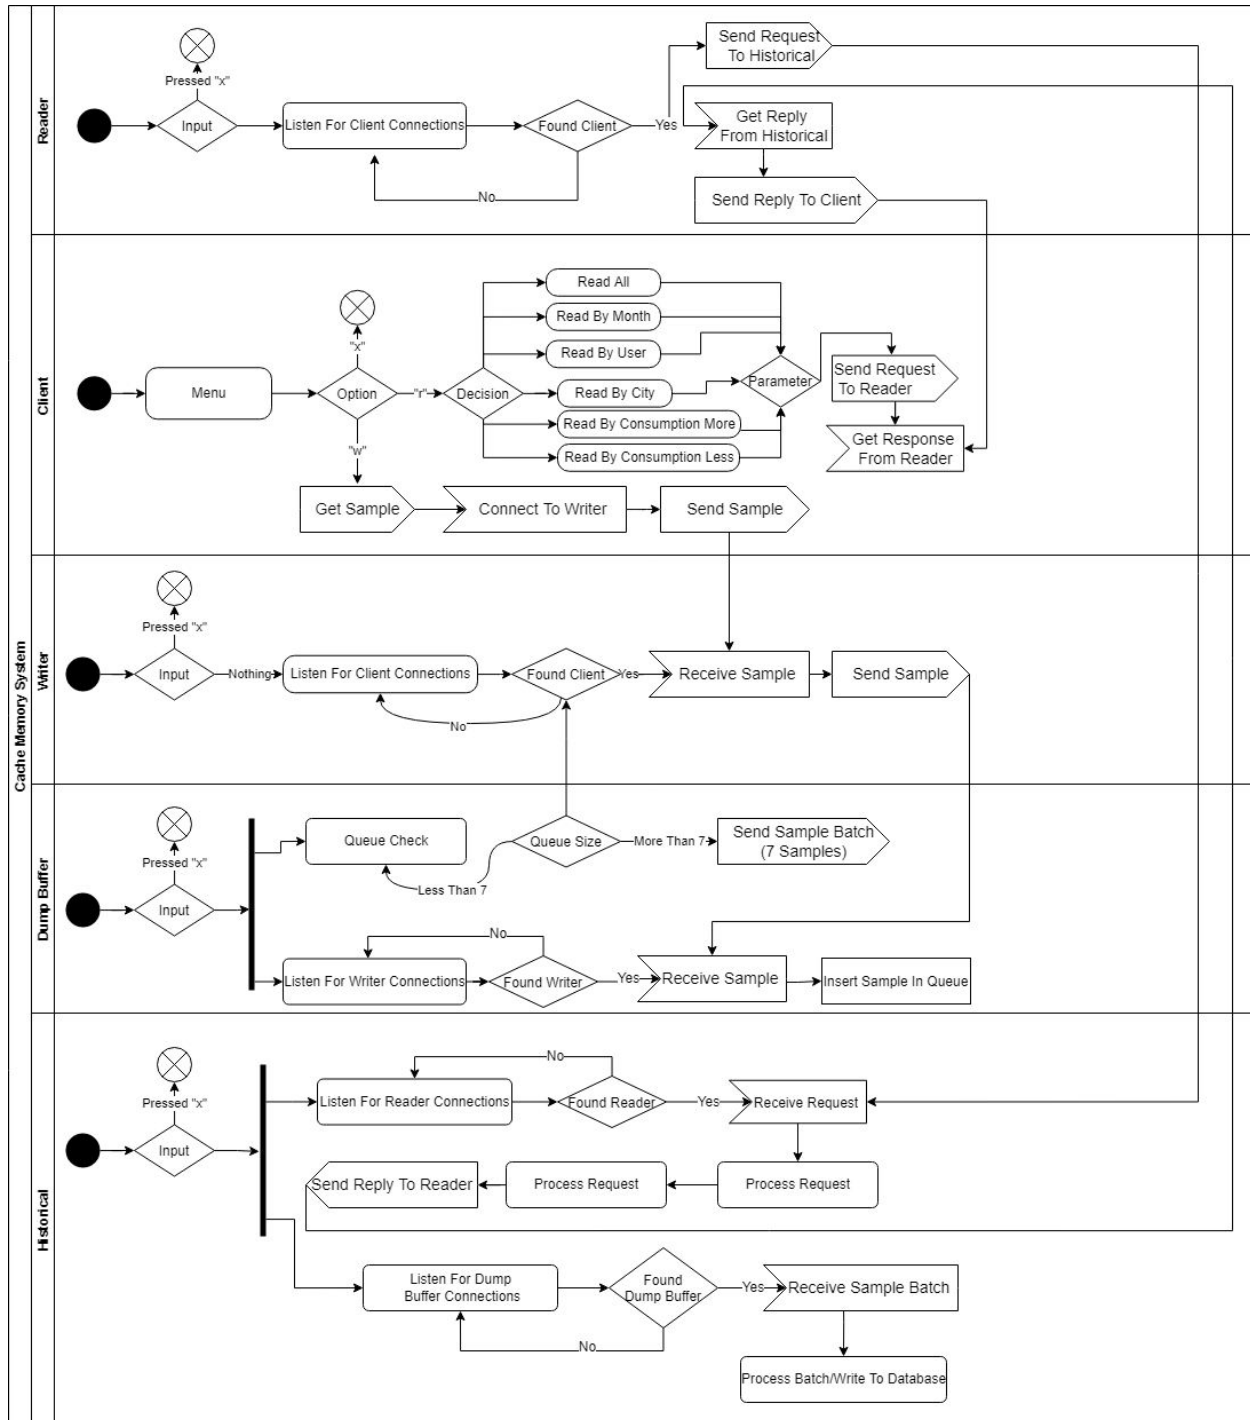 Cache Memory System
Reader
Pressed "x"
Input
Listen For Client Connections
Found Client
No
Yes
Send Request
To Historical
Get Reply
From Historical
Send Reply To Client
Client
Menu
"x"
Option
"r"
"w"
Decision
Read All
Read By Month
Read By User
Read By City
Read By Consumption More
Read By Consumption Less
Parameter
Send Request
To Reader
Get Response
From Reader
Get Sample
Connect To Writer
Send Sample
Writer
Pressed "x"
Input
Nothing
Listen For Client Connections
Found Client
No
Yes
Receive Sample
Send Sample
Dump Buffer
Pressed "x"
Input
Queue Check
Less Than 7
Queue Size
More Than 7
Send Sample Batch
(7 Samples)
Listen For Writer Connections
No
Found Writer
Yes
Receive Sample
Insert Sample In Queue
Historical
Pressed "x"
Input
Listen For Reader Connections
No
Found Reader
Yes
Receive Request
Process Request
Process Request
Send Reply To Reader
Listen For Dump
Buffer Connections
No
Found
Dump Buffer
Yes
Receive Sample Batch
Process Batch/Write To Database